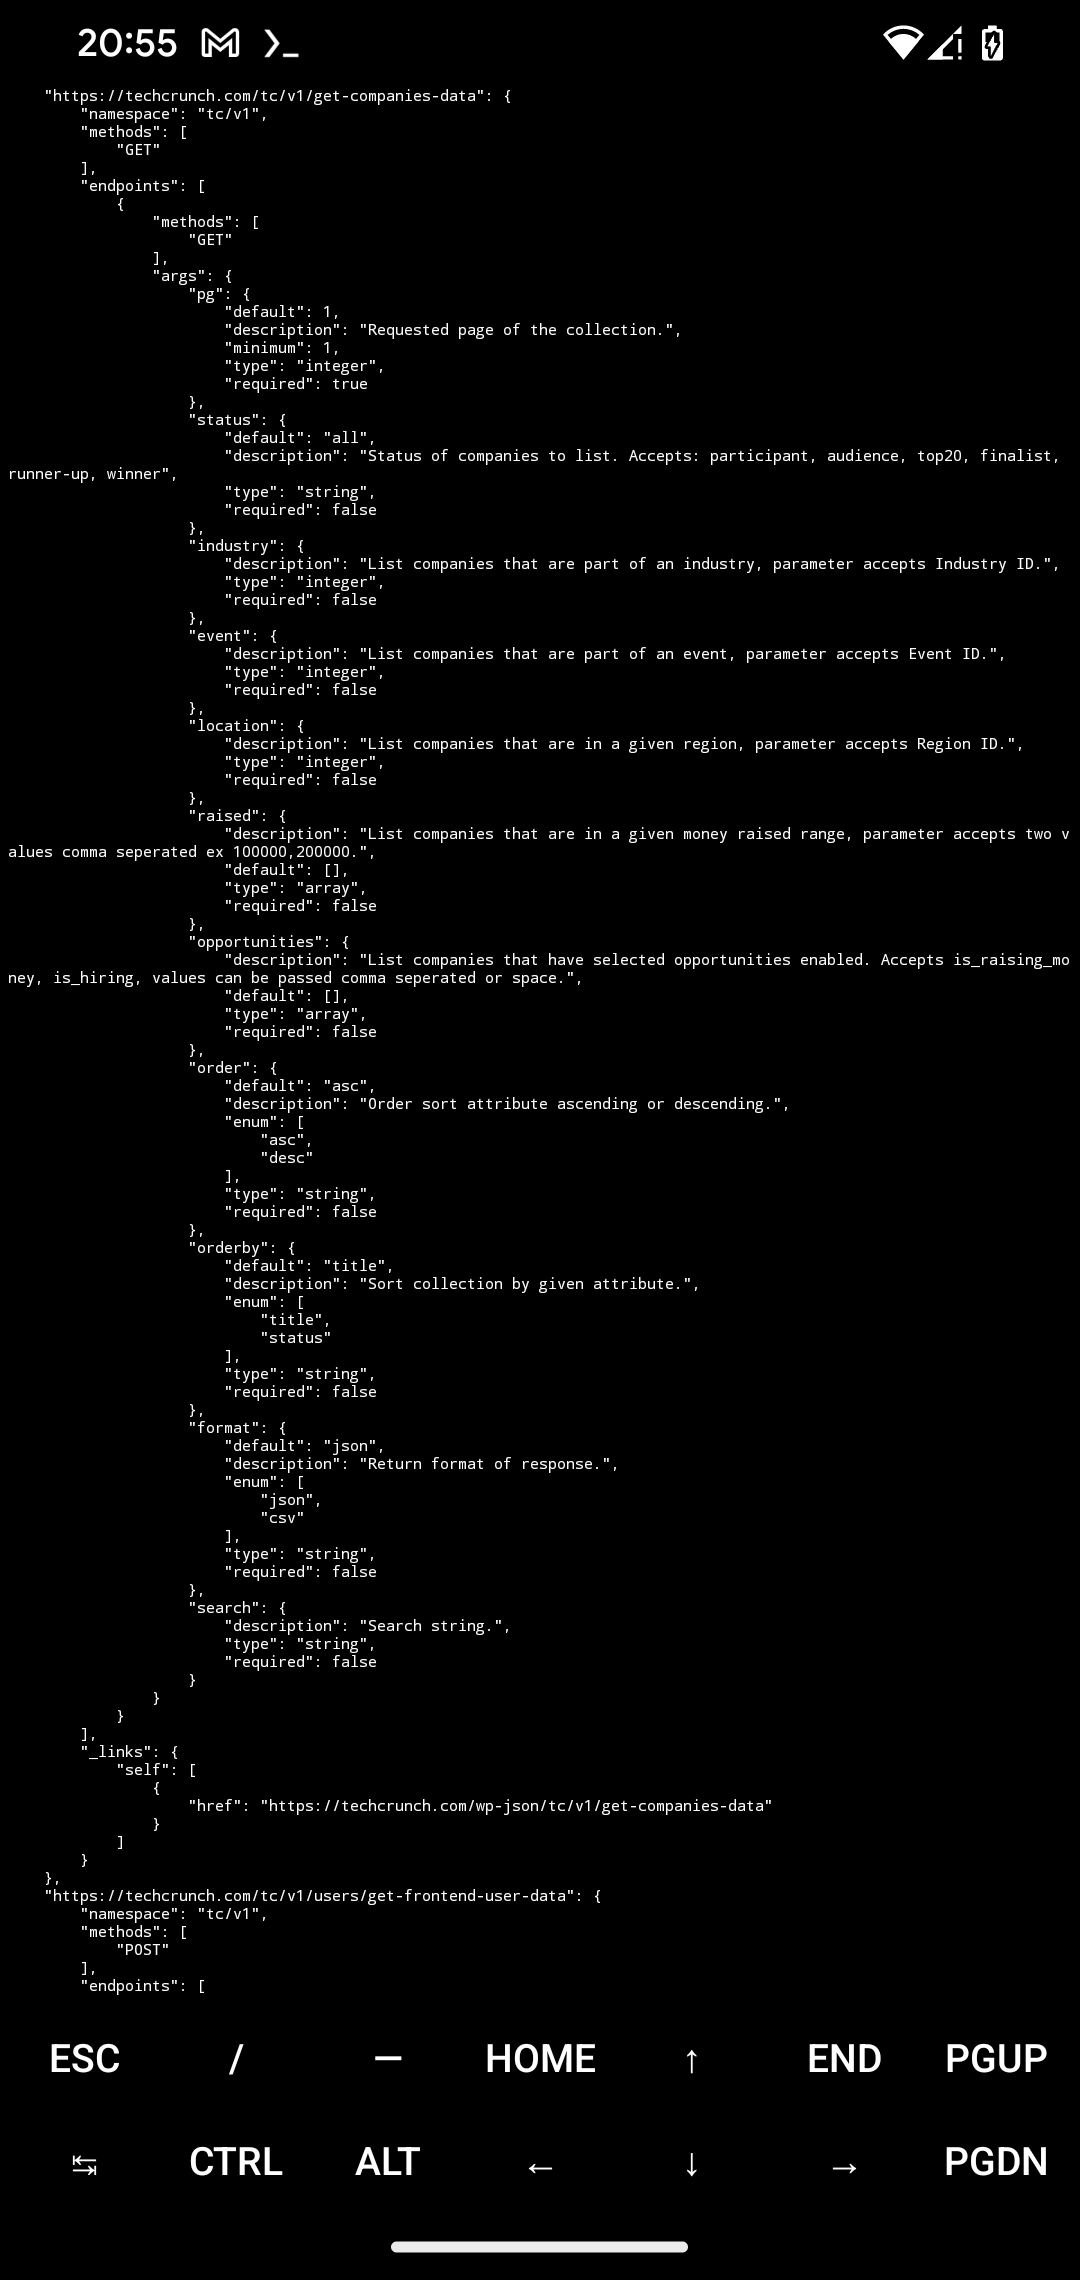 20:55
"https://techcrunch.com/tc/v1/get-companies-data": {
"namespace": "tc/v1",
"methods": [
"GET"
],
"endpoints": [
{
"methods": [
"GET"
],
"args": {
"pg": {
"default": 1,
"description": "Requested page of the collection.",
"minimum": 1,
"type": "integer",
"required": true
},
"status": {
"default": "all",
"description": "Status of companies to list. Accepts: participant, audience, top20, finalist,
runner-up, winner",
"type": "string",
"required": false
},
"industry": {
"description": "List companies that are part of an industry, parameter accepts Industry ID.",
"type": "integer",
"required": false
},
"event": {
"description": "List companies that are part of an event, parameter accepts Event ID.",
"type": "integer",
"required": false
},
"location": {
"description": "List companies that are in a given region, parameter accepts Region ID.",
"type": "integer",
"required": false
},
"raised": {
"description": "List companies that are in a given money raised range, parameter accepts two v
alues comma seperated ex 100000,200000.",
"default": [],
"type": "array",
"required": false
},
"opportunities": {
"description": "List companies that have selected opportunities enabled. Accepts is_raising_mo
ney, is_hiring, values can be passed comma seperated or space.",
"default": [],
"type": "array",
"required": false
},
"order": {
"default": "asc",
"description": "Order sort attribute ascending or descending.",
"enum": [
"asc",
"desc"
],
"type": "string",
"required": false
},
"orderby": {
"default": "title",
"description": "Sort collection by given attribute.",
"enum": [
"title",
"status"
],
"type": "string",
"required": false
},
"format": {
"default": "json",
"description": "Return format of response.",
"enum": [
"json",
"csv"
],
"type": "string",
"required": false
},
"search": {
"description": "Search string.",
"type": "string",
"required": false
}
}
}
],
"_links": {
"self": [
{
"href": "https://techcrunch.com/wp-json/tc/v1/get-companies-data"
}
]
}
},
"https://techcrunch.com/tc/v1/users/get-frontend-user-data": {
"namespace": "tc/v1",
"methods": [
"POST"
],
"endpoints": [
ESC / — HOME ↑ END PGUP
↹ CTRL ALT ← ↓ → PGDN